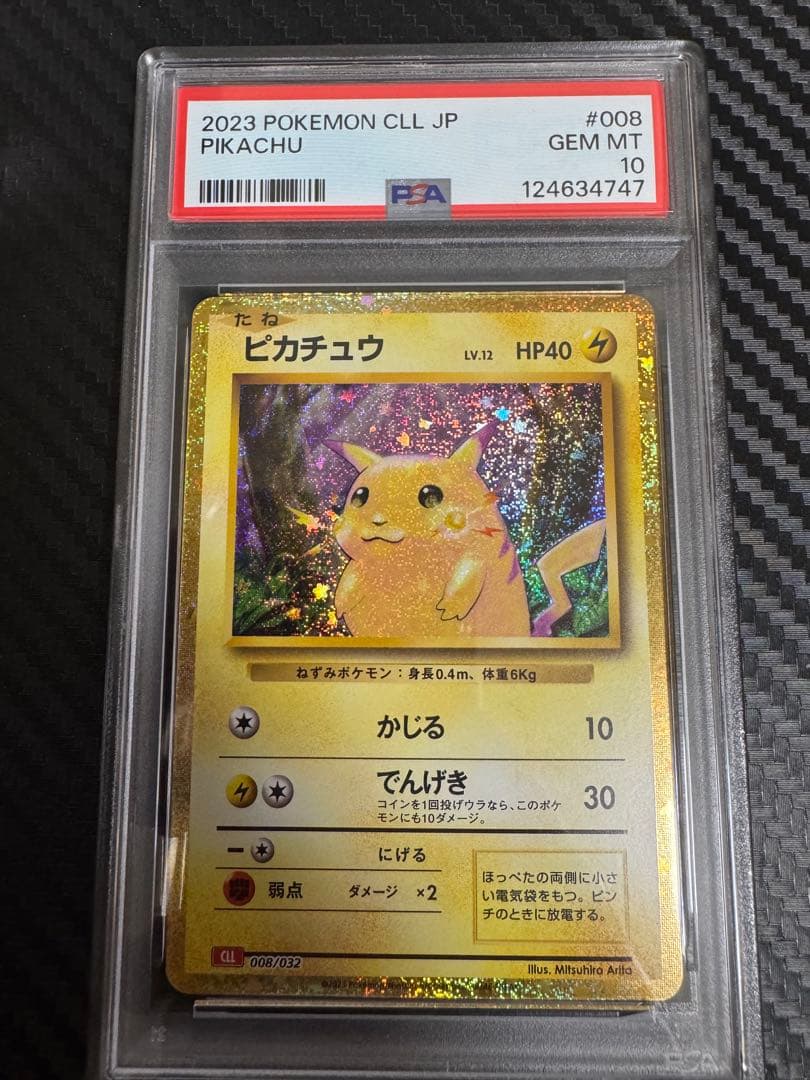 2023 POKEMON CLL JP #008
PIKACHU GEM MT
10
PSA 124634747
たね
ピカチュウ LV.12 HP40
ねずみポケモン：身長0.4m、体重6Kg
かじる 10
でんげき 30
コインを1回投げウラなら、このポケ
モンにも10ダメージ。
にげる
弱点 ダメージ ×2
ほっぺたの両側に小さ
い電気袋をもつ。ピン
チのときに放電する。
CLL 008/032
Illus. Mitsuhiro Arita
PSA